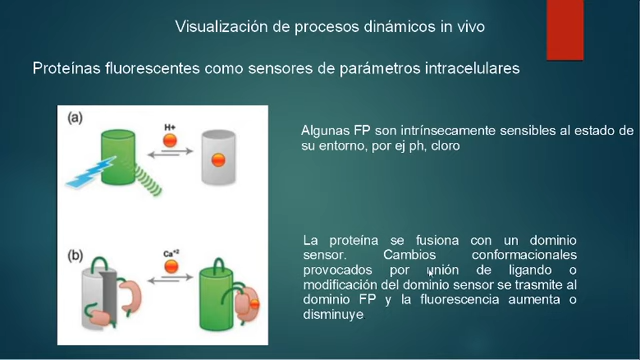 Visualización de procesos dinámicos in vivo
Proteínas fluorescentes como sensores de parámetros intracelulares
(a)
H+
Algunas FP son intrínsecamente sensibles al estado de
su entorno, por ej ph, cloro
(b)
Ca+2
La proteína se fusiona con un dominio
sensor. Cambios conformacionales
provocados por unión de ligando o
modificación del dominio sensor se trasmite al
dominio FP y la fluorescencia aumenta o
disminuye